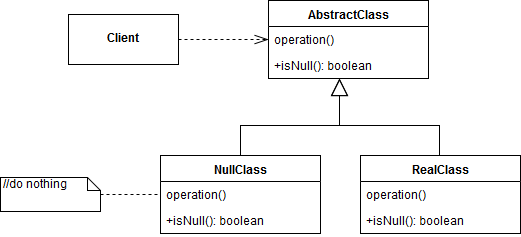 Client
AbstractClass
operation()
+isNull(): boolean
//do nothing
NullClass
operation()
+isNull(): boolean
RealClass
operation()
+isNull(): boolean